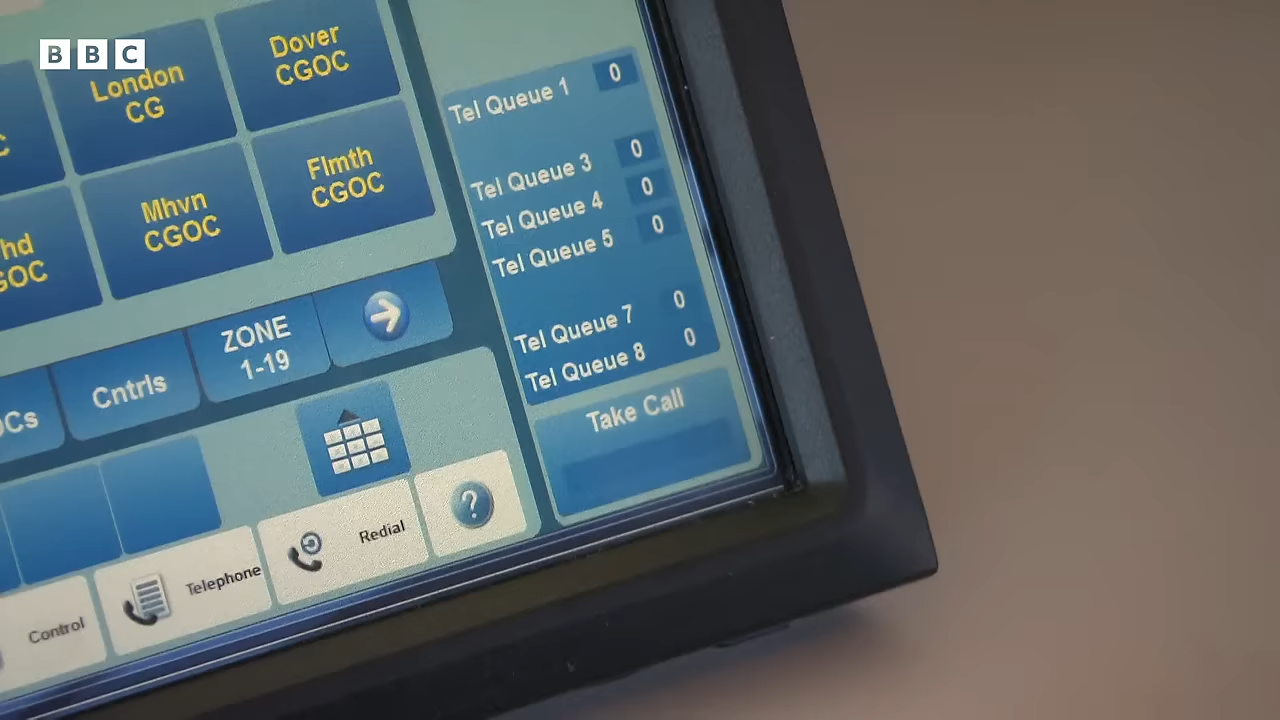 BBC
London
CG
Dover
CGOC
Mhvn
CGOC
Flmth
CGOC
Cntrls
ZONE
1-19
Tel Queue 1 0
Tel Queue 3 0
Tel Queue 4 0
Tel Queue 5 0
Tel Queue 7 0
Tel Queue 8 0
Take Call
Control
Telephone
Redial
?